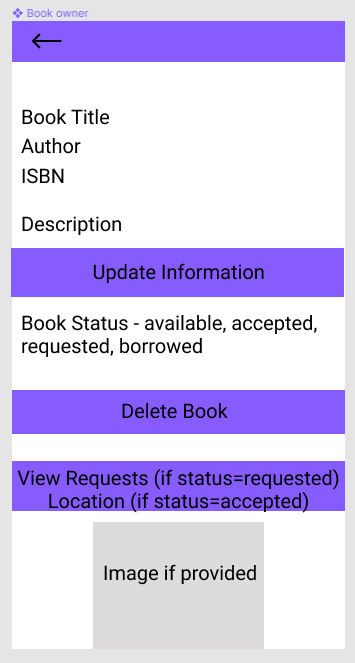 Book owner
Book Title
Author
ISBN
Description
Update Information
Book Status - available, accepted,
requested, borrowed
Delete Book
View Requests (if status=requested)
Location (if status=accepted)
Image if provided